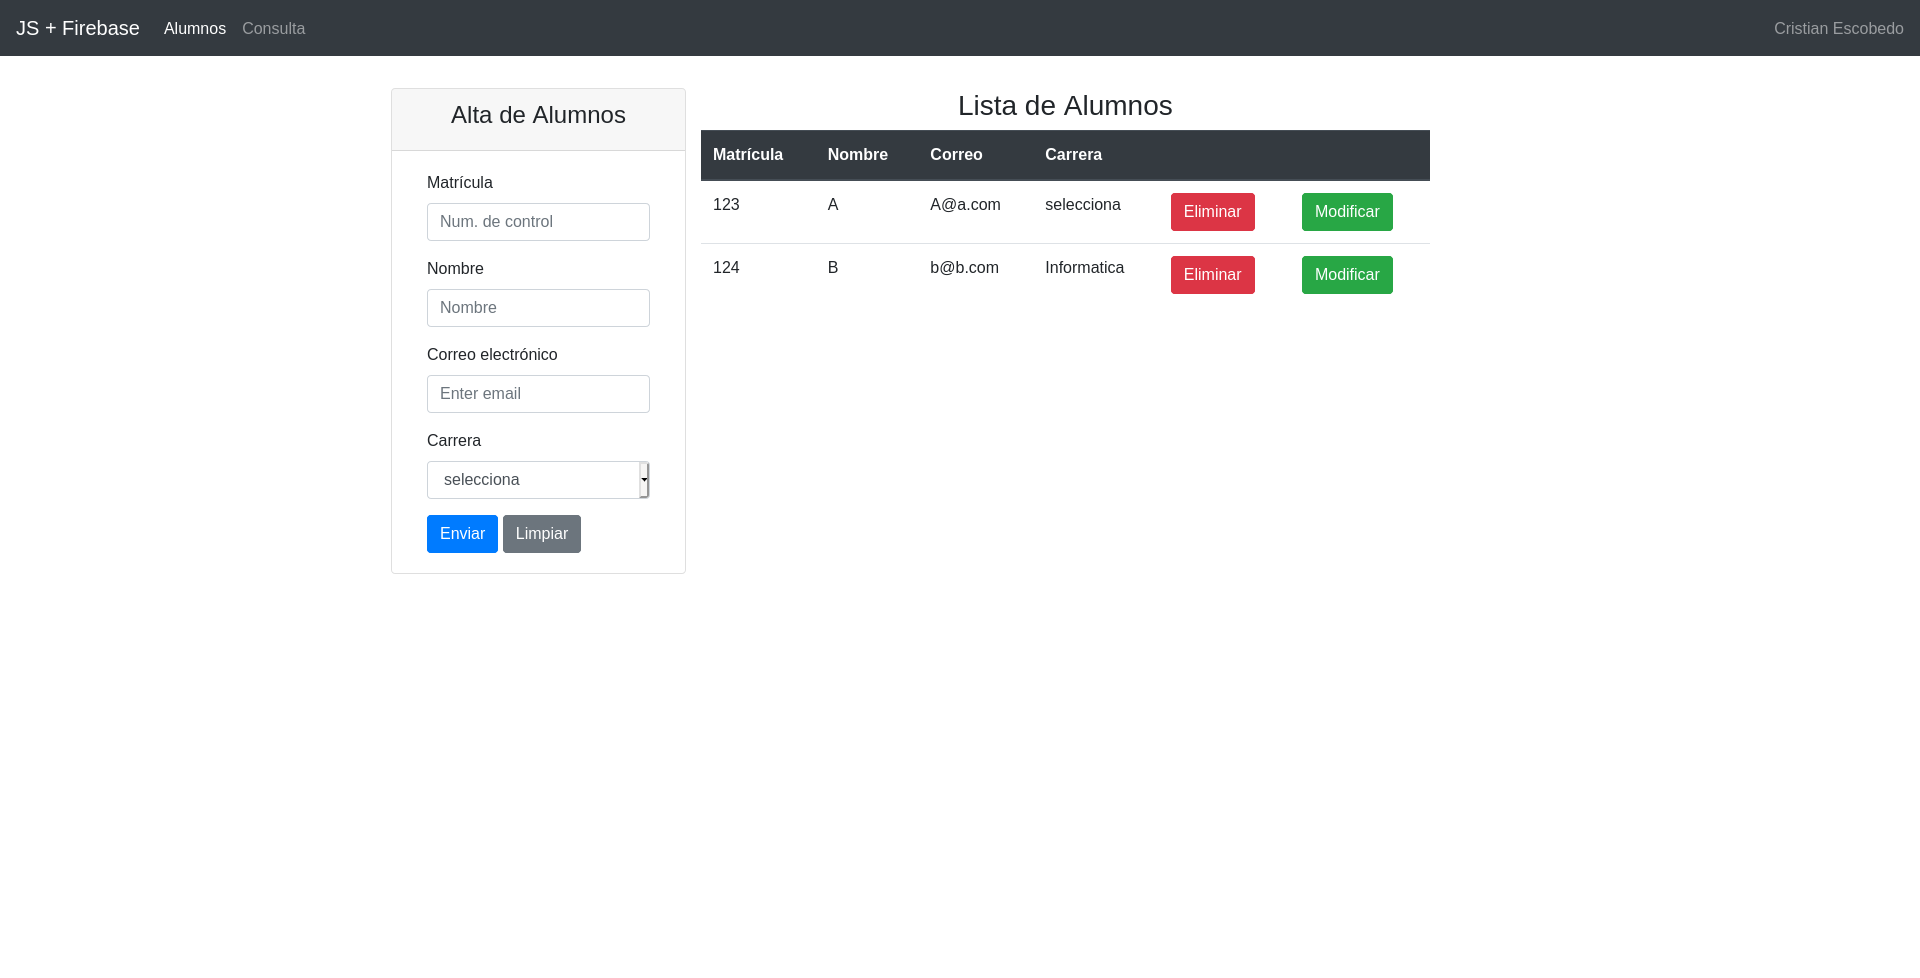 JS + Firebase Alumnos Consulta Cristian Escobedo
Alta de Alumnos
Matrícula
Num. de control
Nombre
Nombre
Correo electrónico
Enter email
Carrera
selecciona
Enviar Limpiar
Lista de Alumnos
Matrícula Nombre Correo Carrera
123 A A@a.com selecciona Eliminar Modificar
124 B b@b.com Informatica Eliminar Modificar